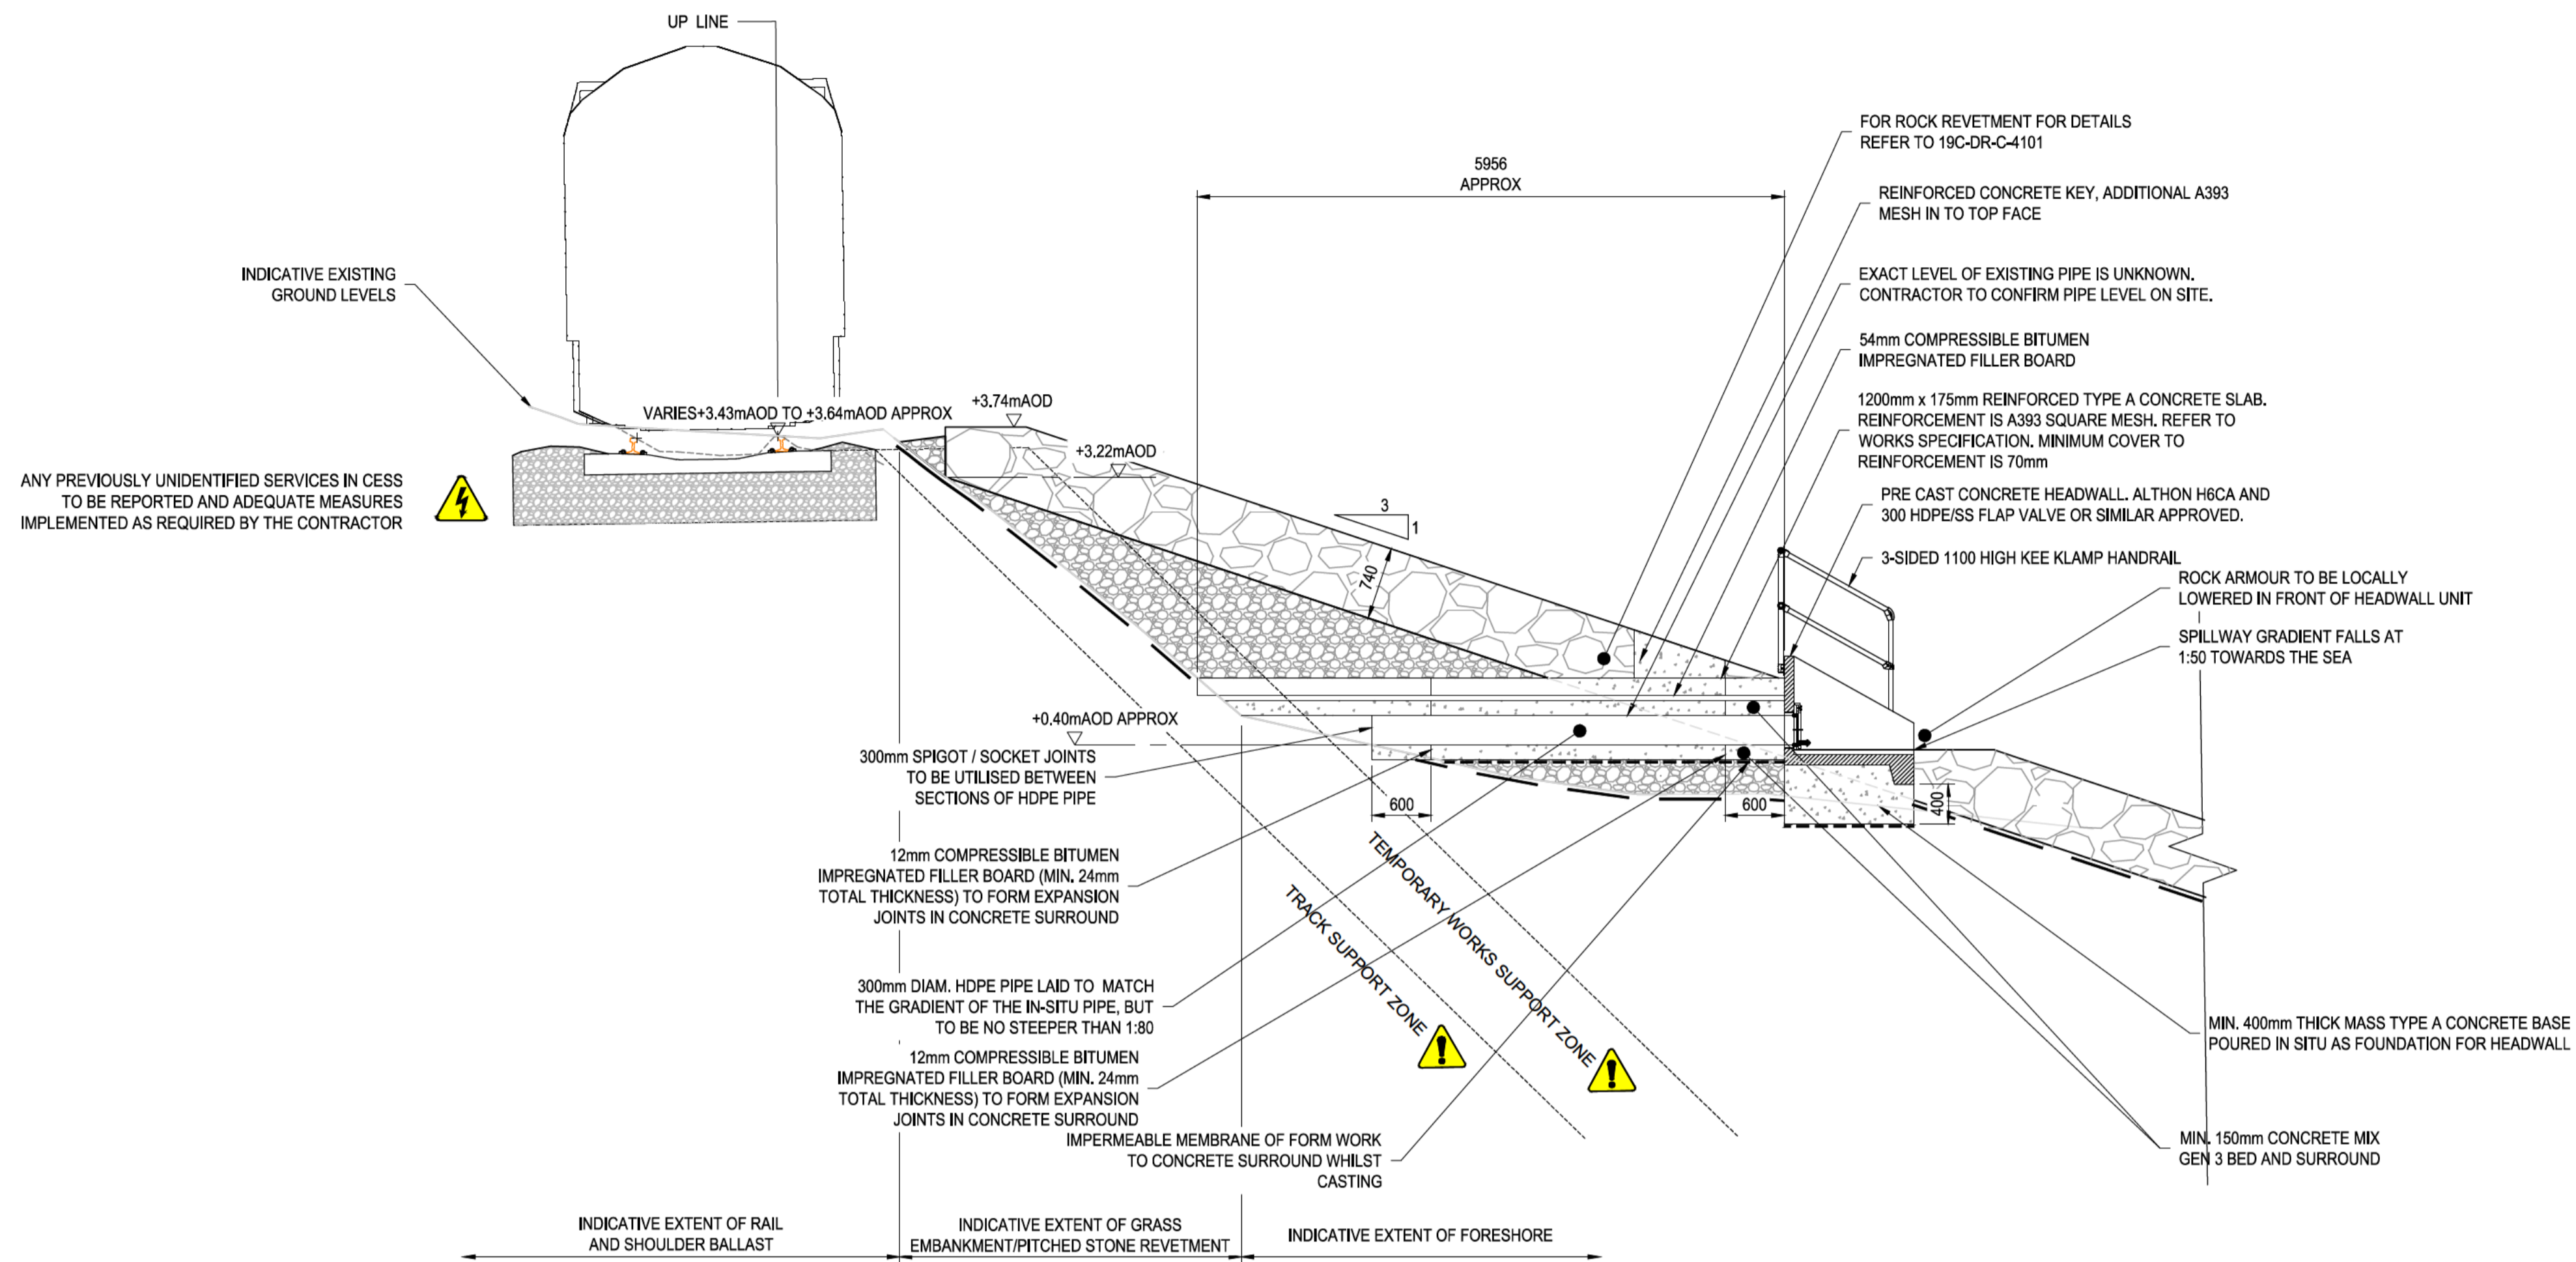 UP LINE
FOR ROCK REVETMENT FOR DETAILS
REFER TO 19C-DR-C-4101
5956
APPROX
REINFORCED CONCRETE KEY, ADDITIONAL A393
MESH IN TO TOP FACE
INDICATIVE EXISTING
GROUND LEVELS
EXACT LEVEL OF EXISTING PIPE IS UNKNOWN.
CONTRACTOR TO CONFIRM PIPE LEVEL ON SITE.
54mm COMPRESSIBLE BITUMEN
IMPREGNATED FILLER BOARD
1200mm x 175mm REINFORCED TYPE A CONCRETE SLAB.
REINFORCEMENT IS A393 SQUARE MESH. REFER TO
WORKS SPECIFICATION. MINIMUM COVER TO
REINFORCEMENT IS 70mm
VARIES+3.43mAOD TO +3.64mAOD APPROX
+3.74mAOD
+3.22mAOD
ANY PREVIOUSLY UNIDENTIFIED SERVICES IN CESS
TO BE REPORTED AND ADEQUATE MEASURES
IMPLEMENTED AS REQUIRED BY THE CONTRACTOR
3
1
740
PRE CAST CONCRETE HEADWALL. ALTHON H6CA AND
300 HDPE/SS FLAP VALVE OR SIMILAR APPROVED.
3-SIDED 1100 HIGH KEE KLAMP HANDRAIL
ROCK ARMOUR TO BE LOCALLY
LOWERED IN FRONT OF HEADWALL UNIT
SPILLWAY GRADIENT FALLS AT
1:50 TOWARDS THE SEA
+0.40mAOD APPROX
300mm SPIGOT / SOCKET JOINTS
TO BE UTILISED BETWEEN
SECTIONS OF HDPE PIPE
600
600
400
12mm COMPRESSIBLE BITUMEN
IMPREGNATED FILLER BOARD (MIN. 24mm
TOTAL THICKNESS) TO FORM EXPANSION
JOINTS IN CONCRETE SURROUND
TRACK SUPPORT ZONE
TEMPORARY WORKS SUPPORT ZONE
300mm DIAM. HDPE PIPE LAID TO MATCH
THE GRADIENT OF THE IN-SITU PIPE, BUT
TO BE NO STEEPER THAN 1:80
12mm COMPRESSIBLE BITUMEN
IMPREGNATED FILLER BOARD (MIN. 24mm
TOTAL THICKNESS) TO FORM EXPANSION
JOINTS IN CONCRETE SURROUND
IMPERMEABLE MEMBRANE OF FORM WORK
TO CONCRETE SURROUND WHILST
CASTING
MIN. 400mm THICK MASS TYPE A CONCRETE BASE
POURED IN SITU AS FOUNDATION FOR HEADWALL
MIN. 150mm CONCRETE MIX
GEN 3 BED AND SURROUND
INDICATIVE EXTENT OF RAIL
AND SHOULDER BALLAST
INDICATIVE EXTENT OF GRASS
EMBANKMENT/PITCHED STONE REVETMENT
INDICATIVE EXTENT OF FORESHORE